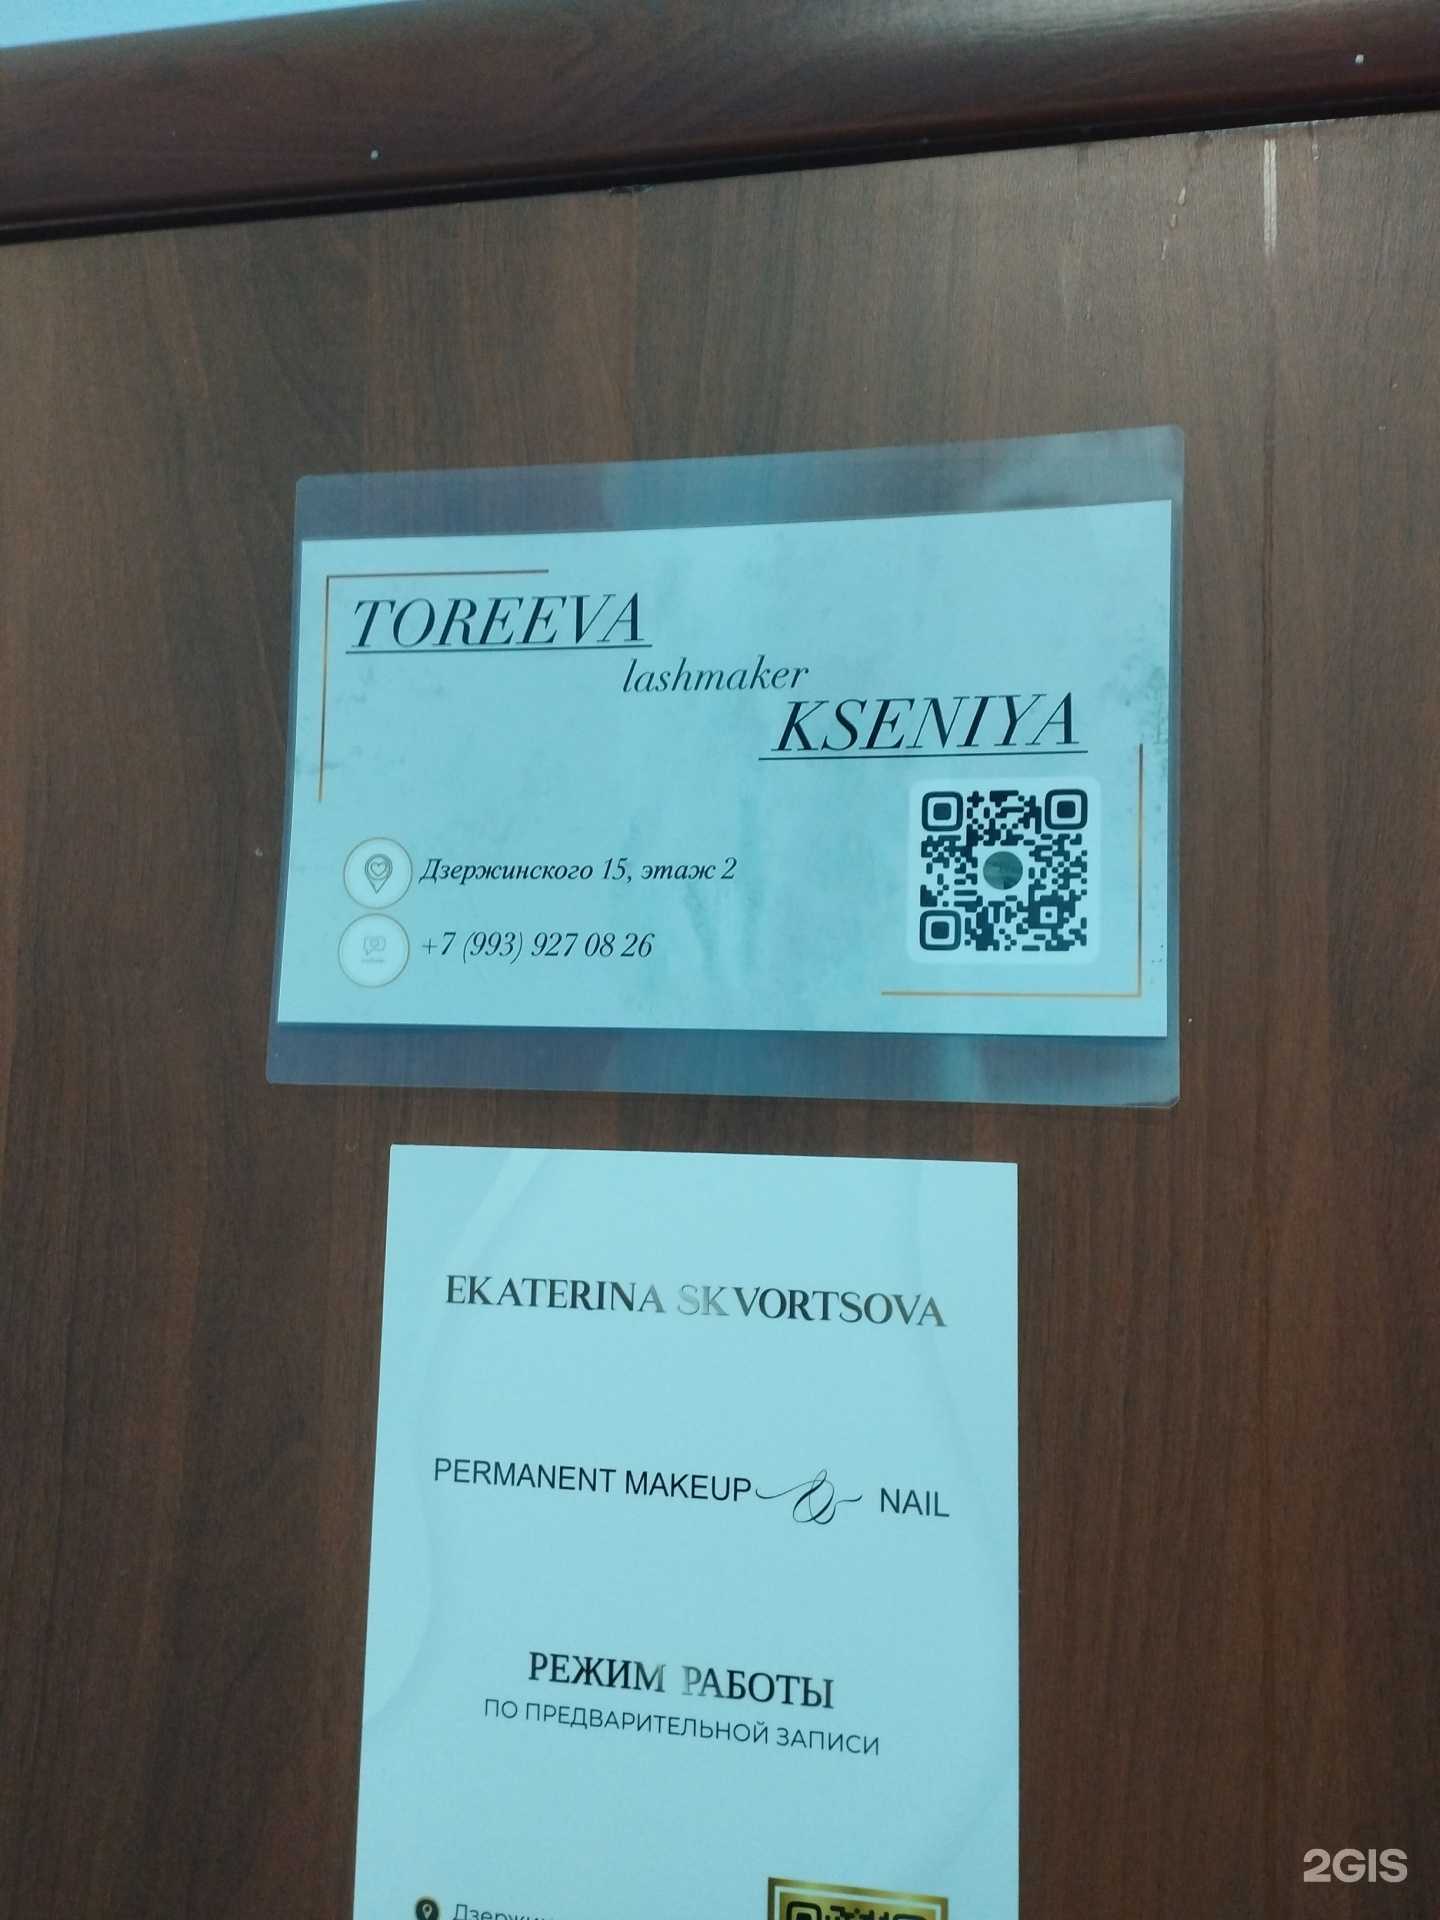 TOREEVA
lashmaker
KSENIYA
Дзержинского 15, этаж 2
+7 (993) 927 08 26
EKATERINA SKVORTSOVA
PERMANENT MAKEUP & NAIL
РЕЖИМ РАБОТЫ
ПО ПРЕДВАРИТЕЛЬНОЙ ЗАПИСИ
2GIS